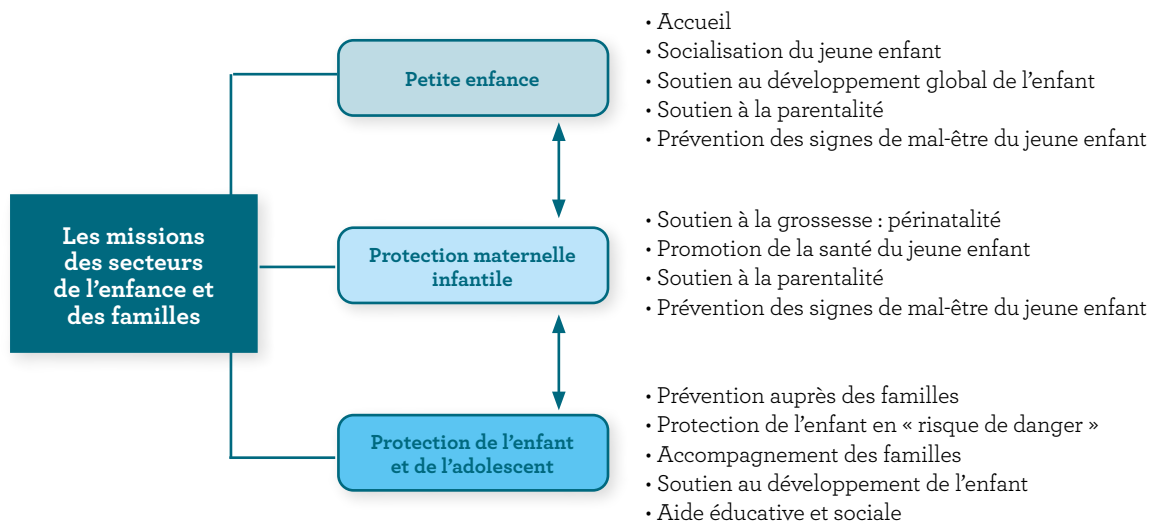 Les missions
des secteurs
de l’enfance et
des familles
Petite enfance
• Accueil
• Socialisation du jeune enfant
• Soutien au développement global de l’enfant
• Soutien à la parentalité
• Prévention des signes de mal-être du jeune enfant
Protection maternelle
infantile
• Soutien à la grossesse : périnatalité
• Promotion de la santé du jeune enfant
• Soutien à la parentalité
• Prévention des signes de mal-être du jeune enfant
Protection de l’enfant
et de l’adolescent
• Prévention auprès des familles
• Protection de l’enfant en « risque de danger »
• Accompagnement des familles
• Soutien au développement de l’enfant
• Aide éducative et sociale